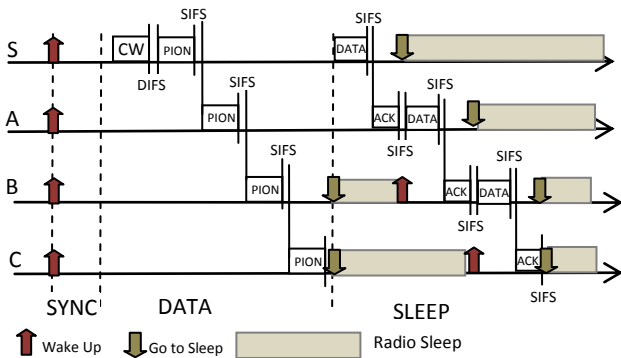 SIFS
SIFS
S
CW
PION
DATA
DIFS
SIFS
SIFS
A
PION
ACK
DATA
SIFS
SIFS
SIFS
B
PION
ACK
DATA
SIFS
C
PION
ACK
SIFS
SYNC
DATA
SLEEP
Wake Up
Go to Sleep
Radio Sleep